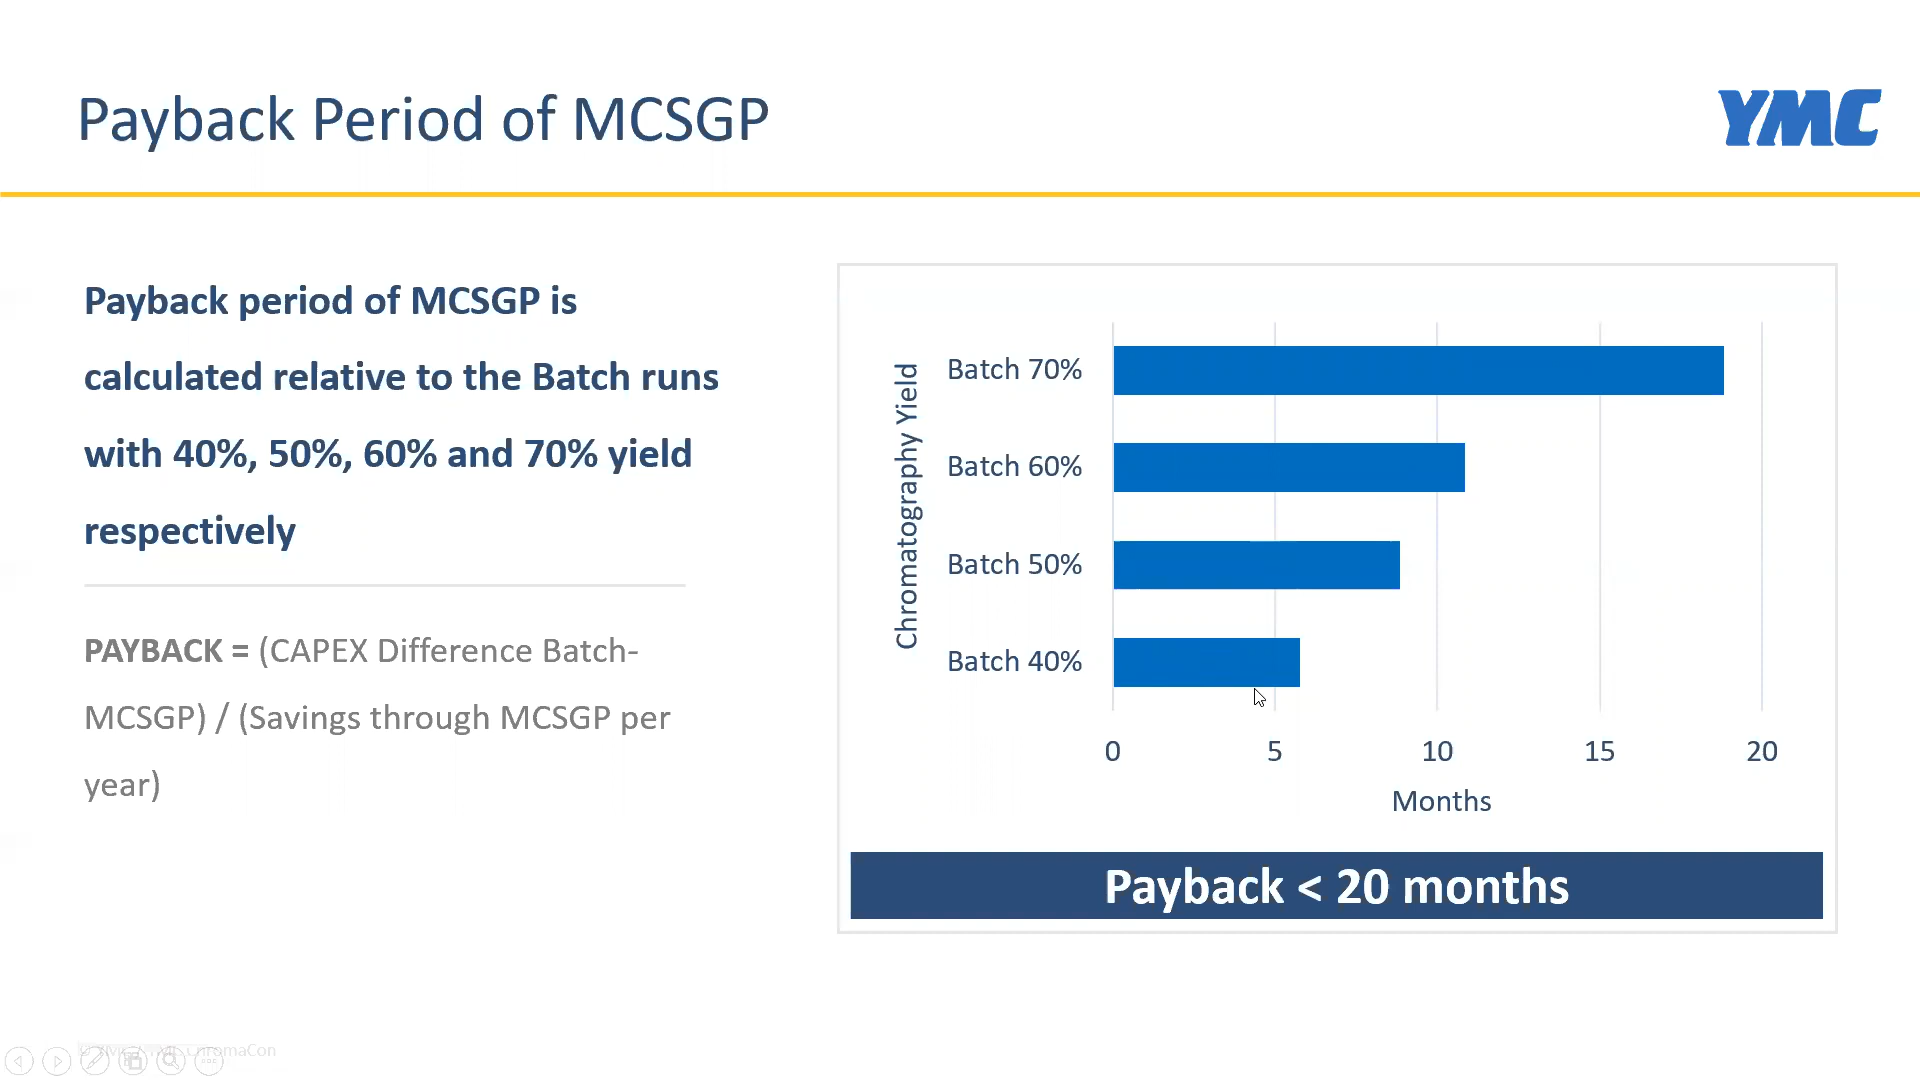 Payback Period of MCSGP
YMC
Payback period of MCSGP is
calculated relative to the Batch runs
with 40%, 50%, 60% and 70% yield
respectively
PAYBACK = (CAPEX Difference Batch-
MCSGP) / (Savings through MCSGP per
year)
Chromatography Yield
Batch 70%
Batch 60%
Batch 50%
Batch 40%
0 5 10 15 20
Months
Payback < 20 months
ChromaCon